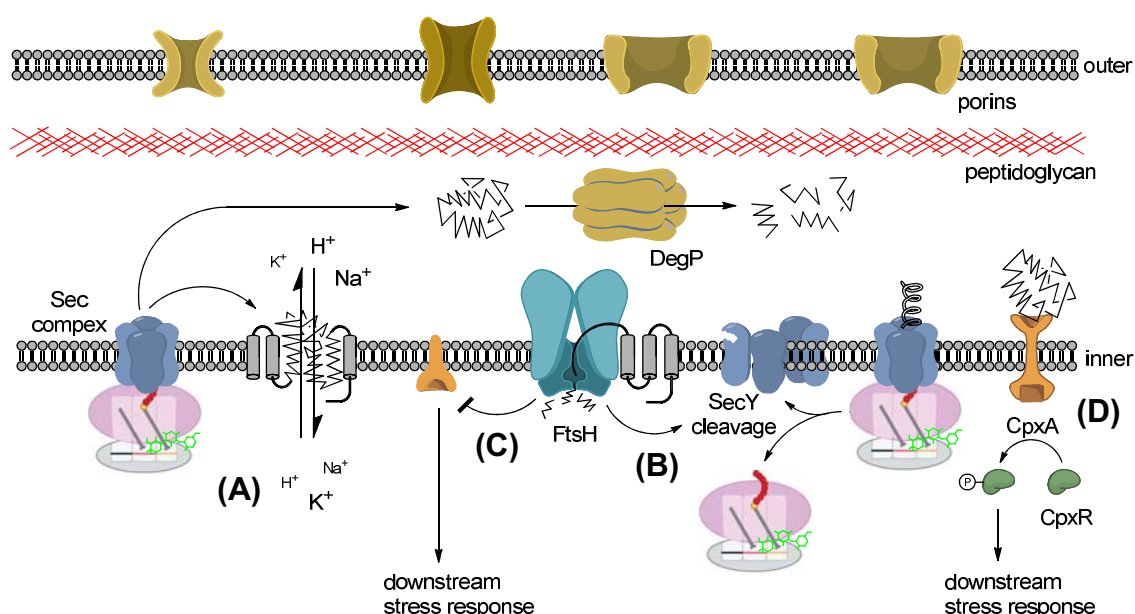 outer
porins
peptidoglycan
DegP
H+
K+
Na+
Sec
compex
inner
(A)
(C)
FtsH
(B)
SecY
cleavage
CpxA
(D)
P
CpxR
H+
Na+
K+
downstream
stress response
downstream
stress response